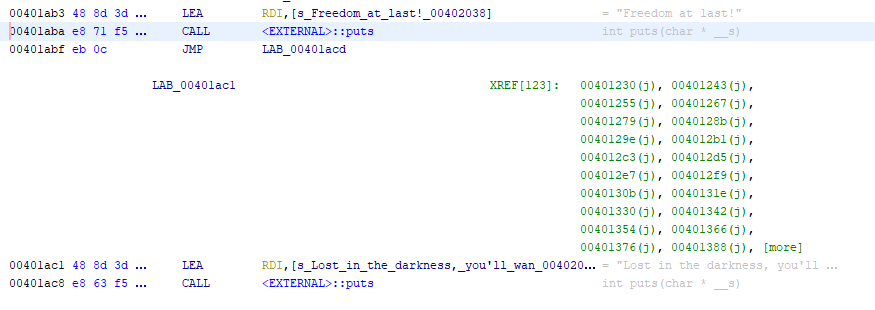 00401ab3 48 8d 3d ... LEA RDI,[s_Freedom_at_last!_00402038] = "Freedom at last!"
00401aba e8 71 f5 ... CALL <EXTERNAL>::puts int puts(char * __s)
00401abf eb 0c JMP LAB_00401acd
LAB_00401ac1 XREF[123]: 00401230(j), 00401243(j),
00401255(j), 00401267(j),
00401279(j), 0040128b(j),
0040129e(j), 004012b1(j),
004012c3(j), 004012d5(j),
004012e7(j), 004012f9(j),
0040130b(j), 0040131e(j),
00401330(j), 00401342(j),
00401354(j), 00401366(j),
00401376(j), 00401388(j), [more]
00401ac1 48 8d 3d ... LEA RDI,[s_Lost_in_the_darkness,_you'll_wan_004020... = "Lost in the darkness, you'll ...
00401ac8 e8 63 f5 ... CALL <EXTERNAL>::puts int puts(char * __s)